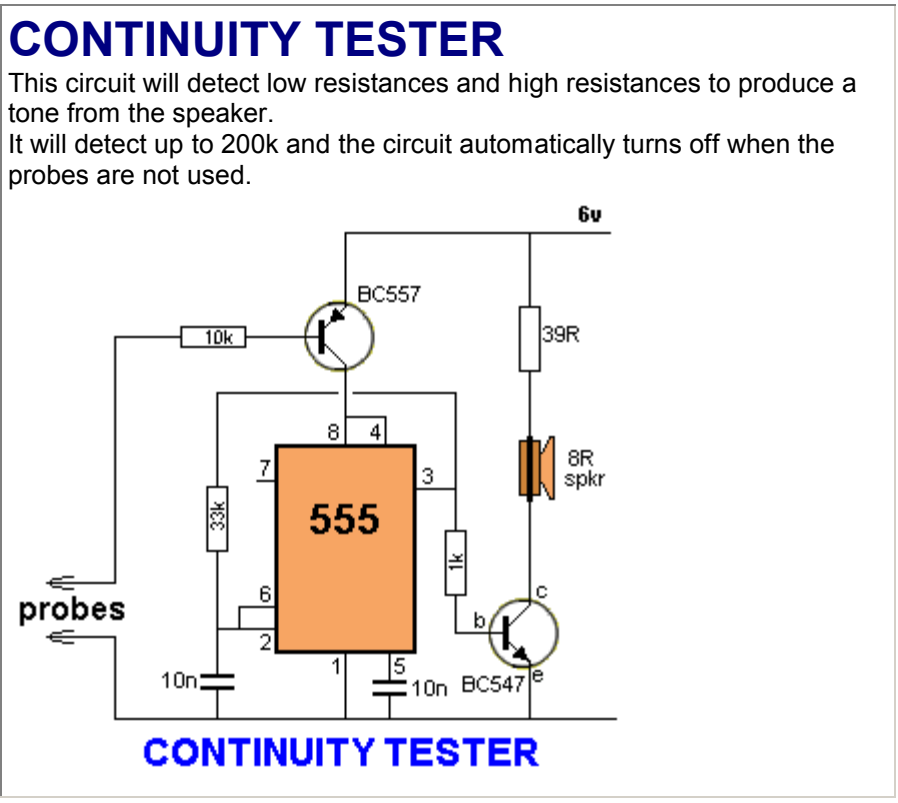 CONTINUITY TESTER
This circuit will detect low resistances and high resistances to produce a
tone from the speaker.
It will detect up to 200k and the circuit automatically turns off when the
probes are not used.
6v
BC557
10k
39R
8 4
7
3
8R
spkr
33k
555
1k
6
probes
2
c
b
1
5
10n
10n
BC547
e
CONTINUITY TESTER